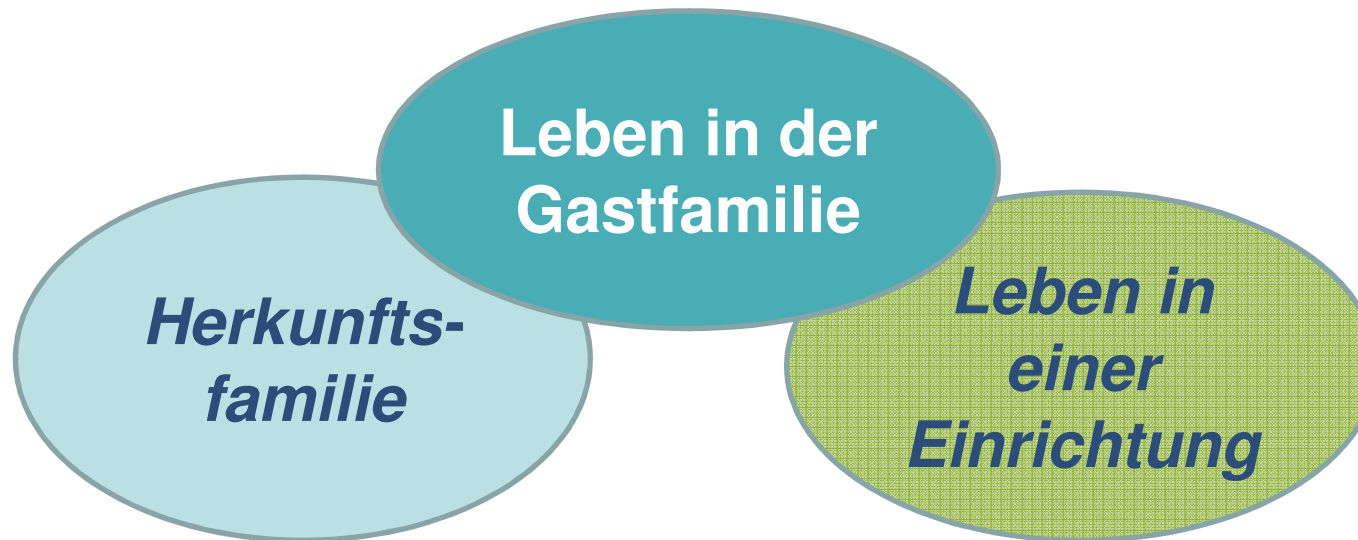 Leben in der
Gastfamilie
Herkunfts-
familie
Leben in
einer
Einrichtung